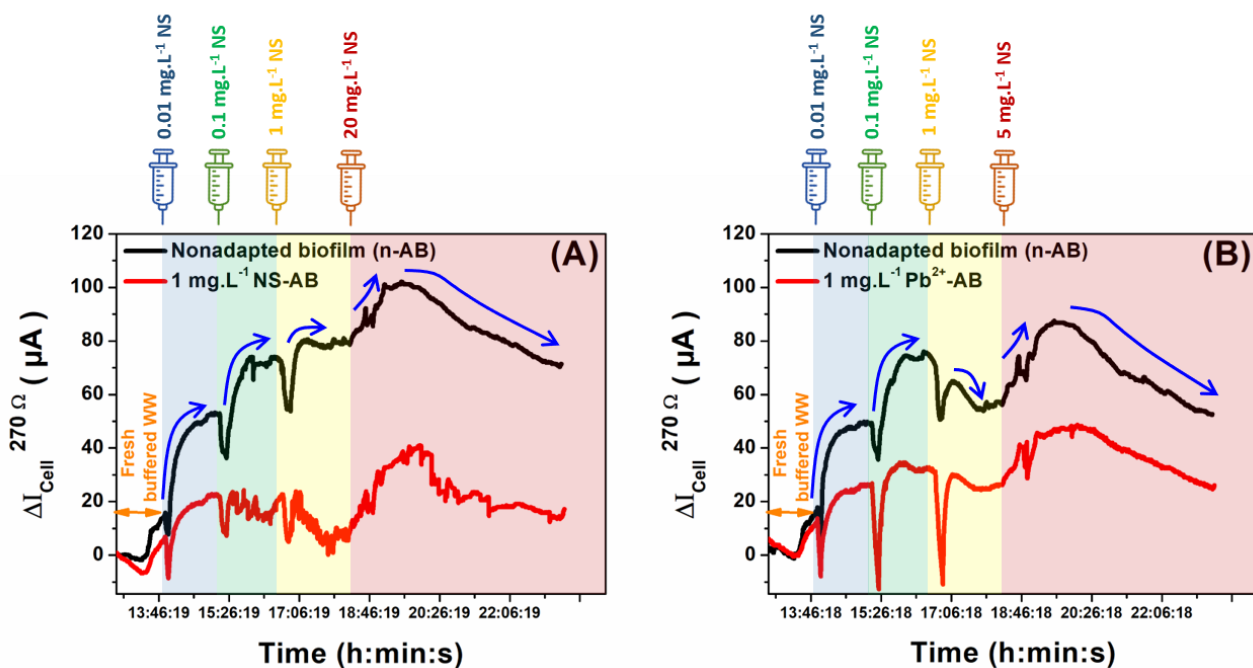 0.01 mg.L⁻¹ NS
0.1 mg.L⁻¹ NS
1 mg.L⁻¹ NS
20 mg.L⁻¹ NS
120
100
80
60
40
20
0
ΔI_Cell ²⁷⁰ ᵂ ( µA)
Nonadapted biofilm (n-AB)
1 mg.L⁻¹ NS-AB
(A)
Fresh
buffered WW
13:46:19 15:26:19 17:06:19 18:46:19 20:26:19 22:06:19
Time (h:min:s)
0.01 mg.L⁻¹ NS
0.1 mg.L⁻¹ NS
1 mg.L⁻¹ NS
5 mg.L⁻¹ NS
120
100
80
60
40
20
0
ΔI_Cell ²⁷⁰ ᵂ ( µA)
Nonadapted biofilm (n-AB)
1 mg.L⁻¹ Pb²⁺-AB
(B)
Fresh
buffered WW
13:46:18 15:26:18 17:06:18 18:46:18 20:26:18 22:06:18
Time (h:min:s)